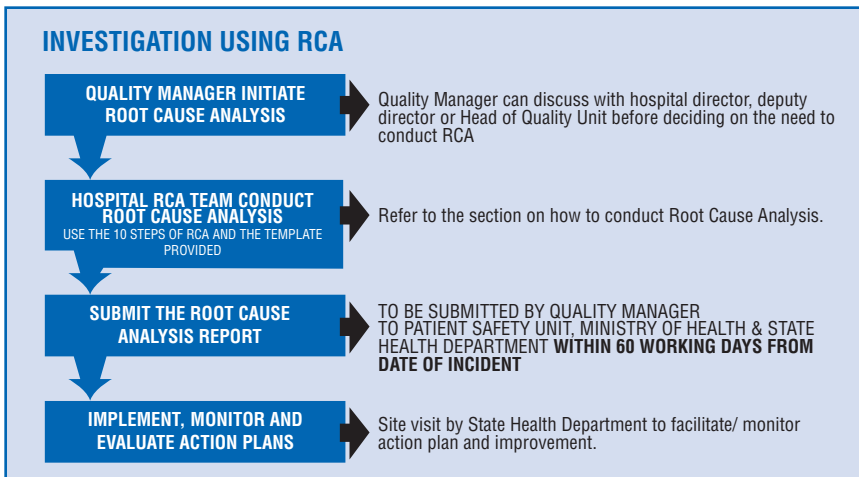 INVESTIGATION USING RCA
QUALITY MANAGER INITIATE
ROOT CAUSE ANALYSIS
Quality Manager can discuss with hospital director, deputy
director or Head of Quality Unit before deciding on the need to
conduct RCA
HOSPITAL RCA TEAM CONDUCT
ROOT CAUSE ANALYSIS
USE THE 10 STEPS OF RCA AND THE TEMPLATE
PROVIDED
Refer to the section on how to conduct Root Cause Analysis.
SUBMIT THE ROOT CAUSE
ANALYSIS REPORT
TO BE SUBMITTED BY QUALITY MANAGER
TO PATIENT SAFETY UNIT, MINISTRY OF HEALTH & STATE
HEALTH DEPARTMENT WITHIN 60 WORKING DAYS FROM
DATE OF INCIDENT
IMPLEMENT, MONITOR AND
EVALUATE ACTION PLANS
Site visit by State Health Department to facilitate/ monitor
action plan and improvement.